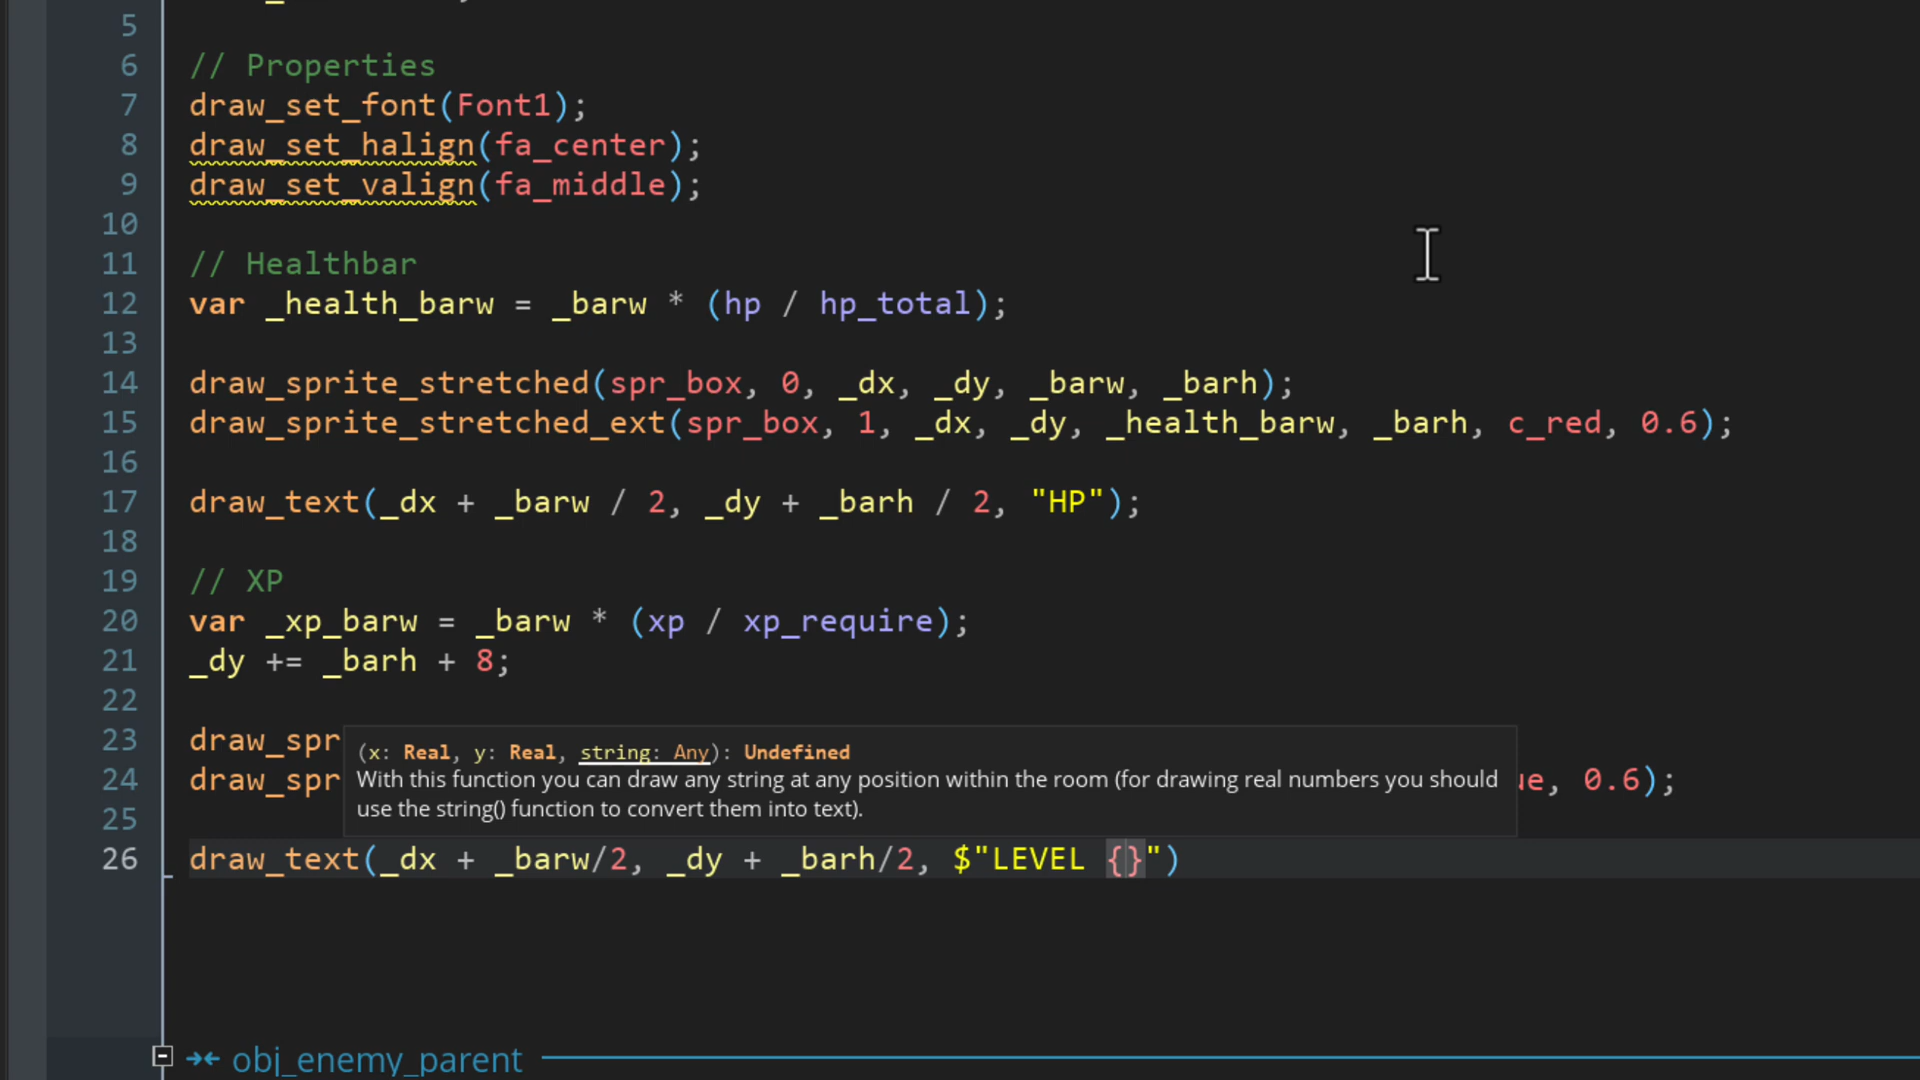 5
6 // Properties
7 draw_set_font(Font1);
8 draw_set_halign(fa_center);
9 draw_set_valign(fa_middle);
10
11 // Healthbar
12 var _health_barw = _barw * (hp / hp_total);
13
14 draw_sprite_stretched(spr_box, 0, _dx, _dy, _barw, _barh);
15 draw_sprite_stretched_ext(spr_box, 1, _dx, _dy, _health_barw, _barh, c_red, 0.6);
16
17 draw_text(_dx + _barw / 2, _dy + _barh / 2, "HP");
18
19 // XP
20 var _xp_barw = _barw * (xp / xp_require);
21 _dy += _barh + 8;
22
23 draw_spr
(x: Real, y: Real, string: Any): Undefined
With this function you can draw any string at any position within the room (for drawing real numbers you should
use the string() function to convert them into text).
24 draw_spr ue, 0.6);
25
26 draw_text(_dx + _barw/2, _dy + _barh/2, $"LEVEL {}")
obj_enemy_parent